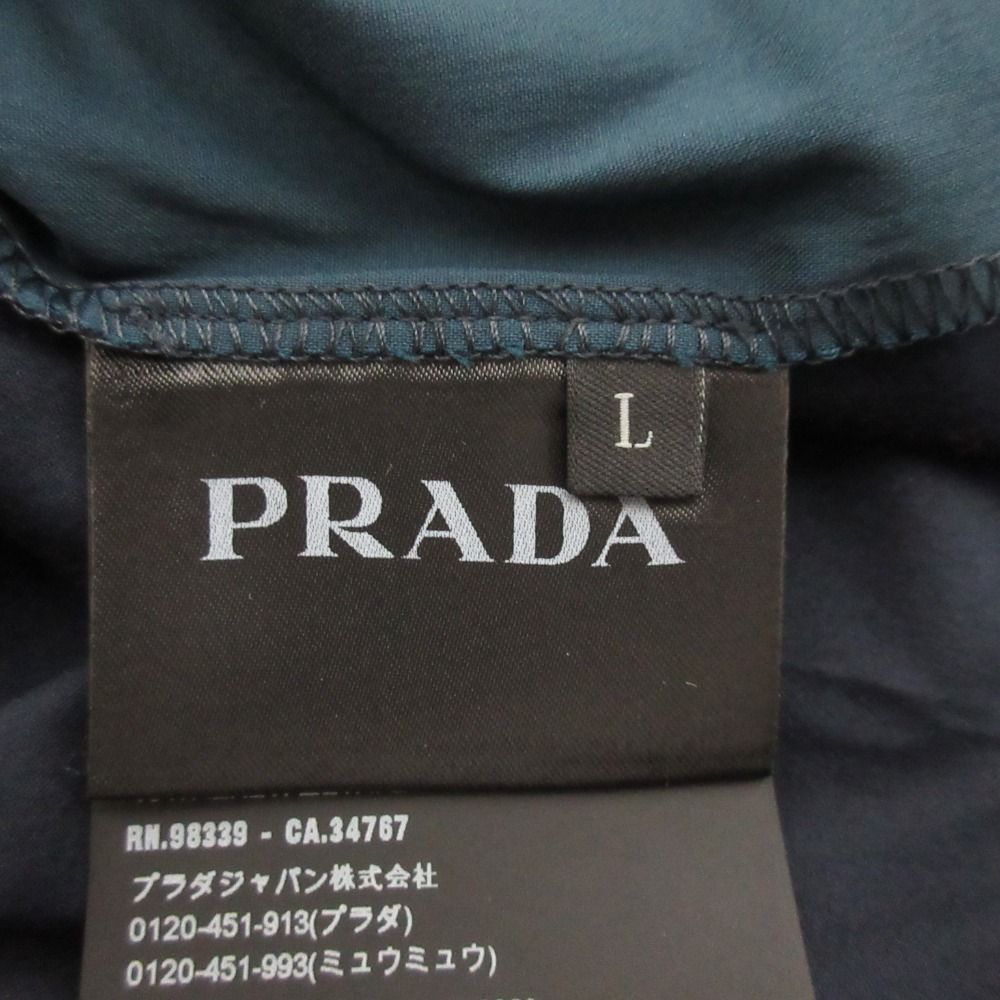 L
PRADA
RN.98339 - CA.34767
プラダジャパン株式会社
0120-451-913(プラダ)
0120-451-993(ミュウミュウ)